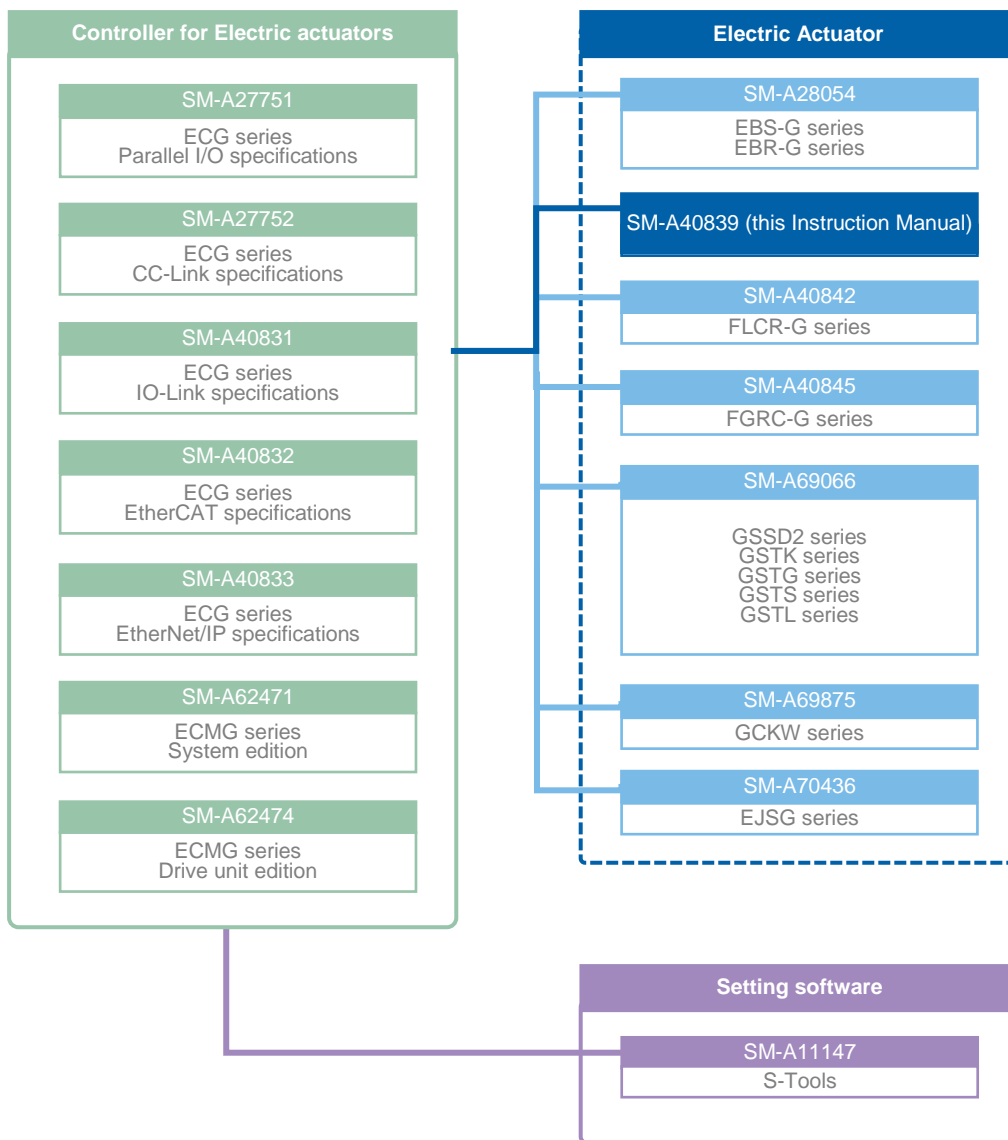 Controller for Electric actuators
SM-A27751
ECG series
Parallel I/O specifications
SM-A27752
ECG series
CC-Link specifications
SM-A40831
ECG series
IO-Link specifications
SM-A40832
ECG series
EtherCAT specifications
SM-A40833
ECG series
EtherNet/IP specifications
SM-A62471
ECMG series
System edition
SM-A62474
ECMG series
Drive unit edition
Electric Actuator
SM-A28054
EBS-G series
EBR-G series
SM-A40839 (this Instruction Manual)
SM-A40842
FLCR-G series
SM-A40845
FGRC-G series
SM-A69066
GSSD2 series
GSTK series
GSTG series
GSTS series
GSTL series
SM-A69875
GCKW series
SM-A70436
EJSG series
Setting software
SM-A11147
S-Tools